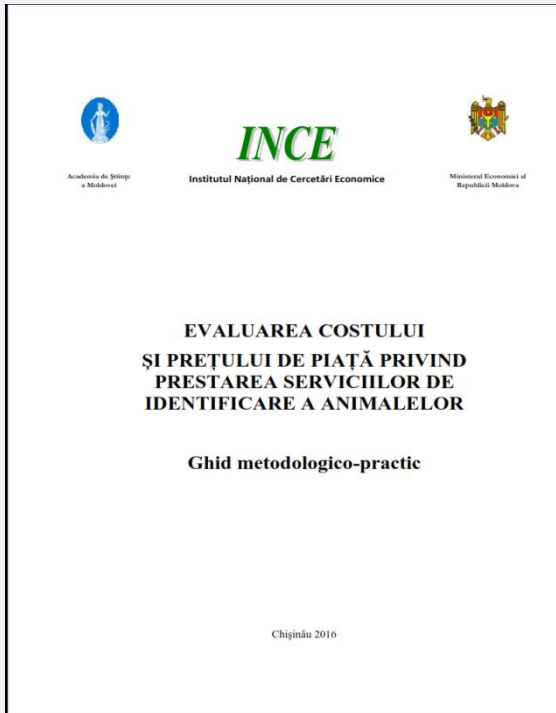 INCE
Academia de Științe
a Moldovei
Institutul Național de Cercetări Economice
Ministerul Economiei al
Republicii Moldova
EVALUAREA COSTULUI
ȘI PREȚULUI DE PIAȚĂ PRIVIND
PRESTAREA SERVICIILOR DE
IDENTIFICARE A ANIMALELOR
Ghid metodologico-practic
Chișinău 2016